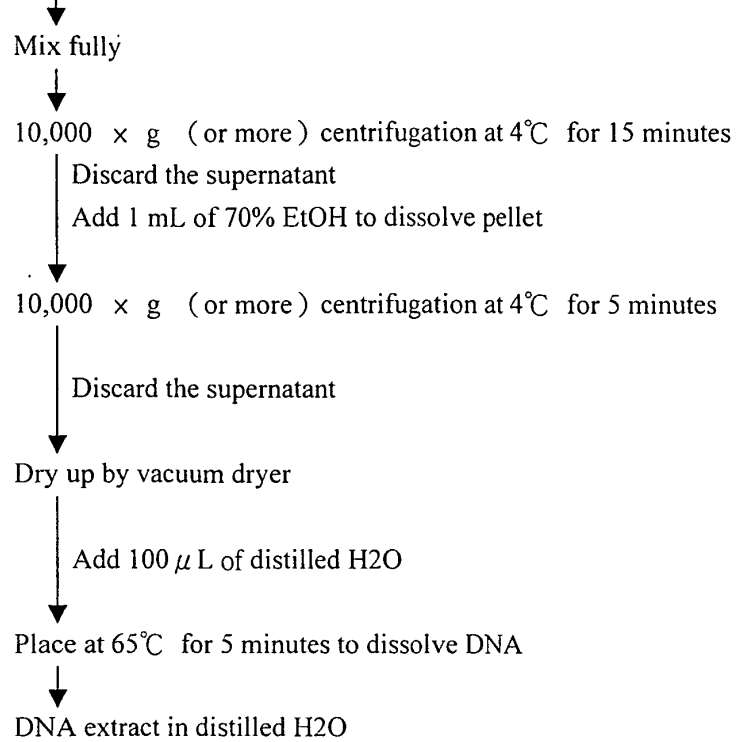 Mix fully
10,000 × g (or more) centrifugation at 4℃ for 15 minutes
Discard the supernatant
Add 1 mL of 70% EtOH to dissolve pellet
10,000 × g (or more) centrifugation at 4℃ for 5 minutes
Discard the supernatant
Dry up by vacuum dryer
Add 100 μL of distilled H2O
Place at 65℃ for 5 minutes to dissolve DNA
DNA extract in distilled H2O